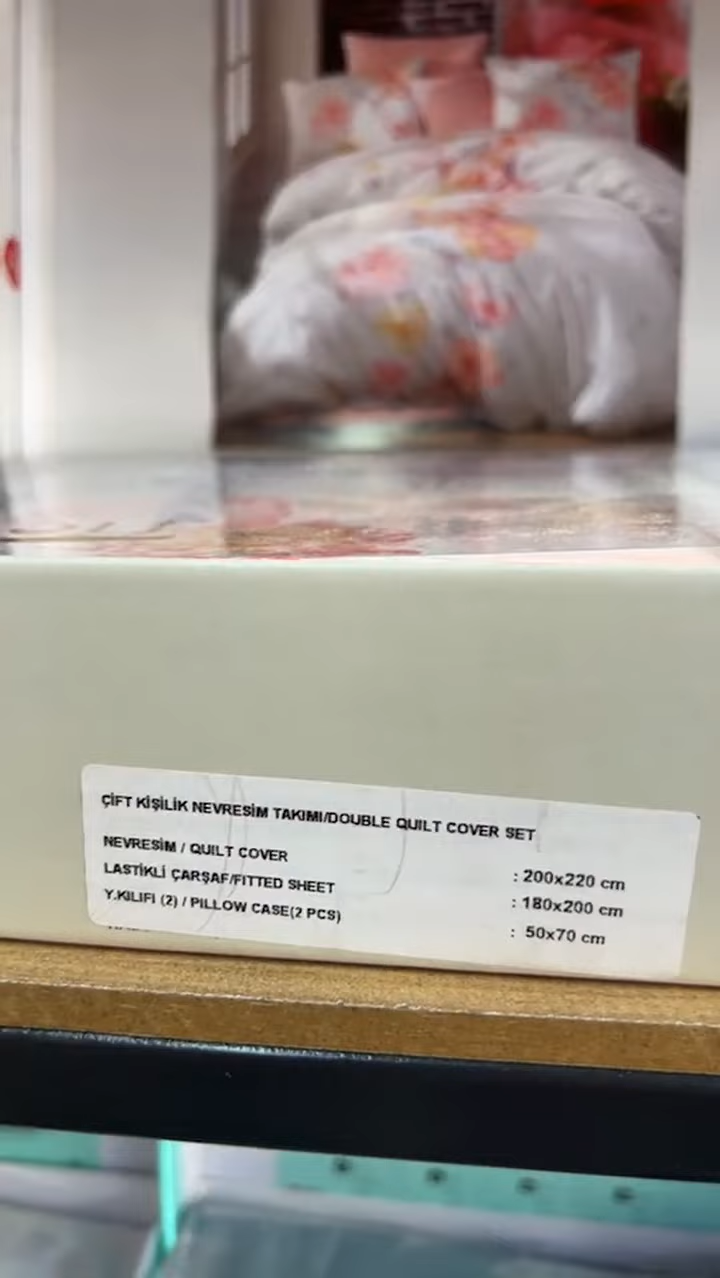 ÇİFT KİŞİLİK NEVRESİM TAKIMI/DOUBLE QUILT COVER SET
NEVRESİM / QUILT COVER : 200x220 cm
LASTİKLİ ÇARŞAF/FITTED SHEET : 180x200 cm
Y.KILIFI (2) / PILLOW CASE(2 PCS) : 50x70 cm